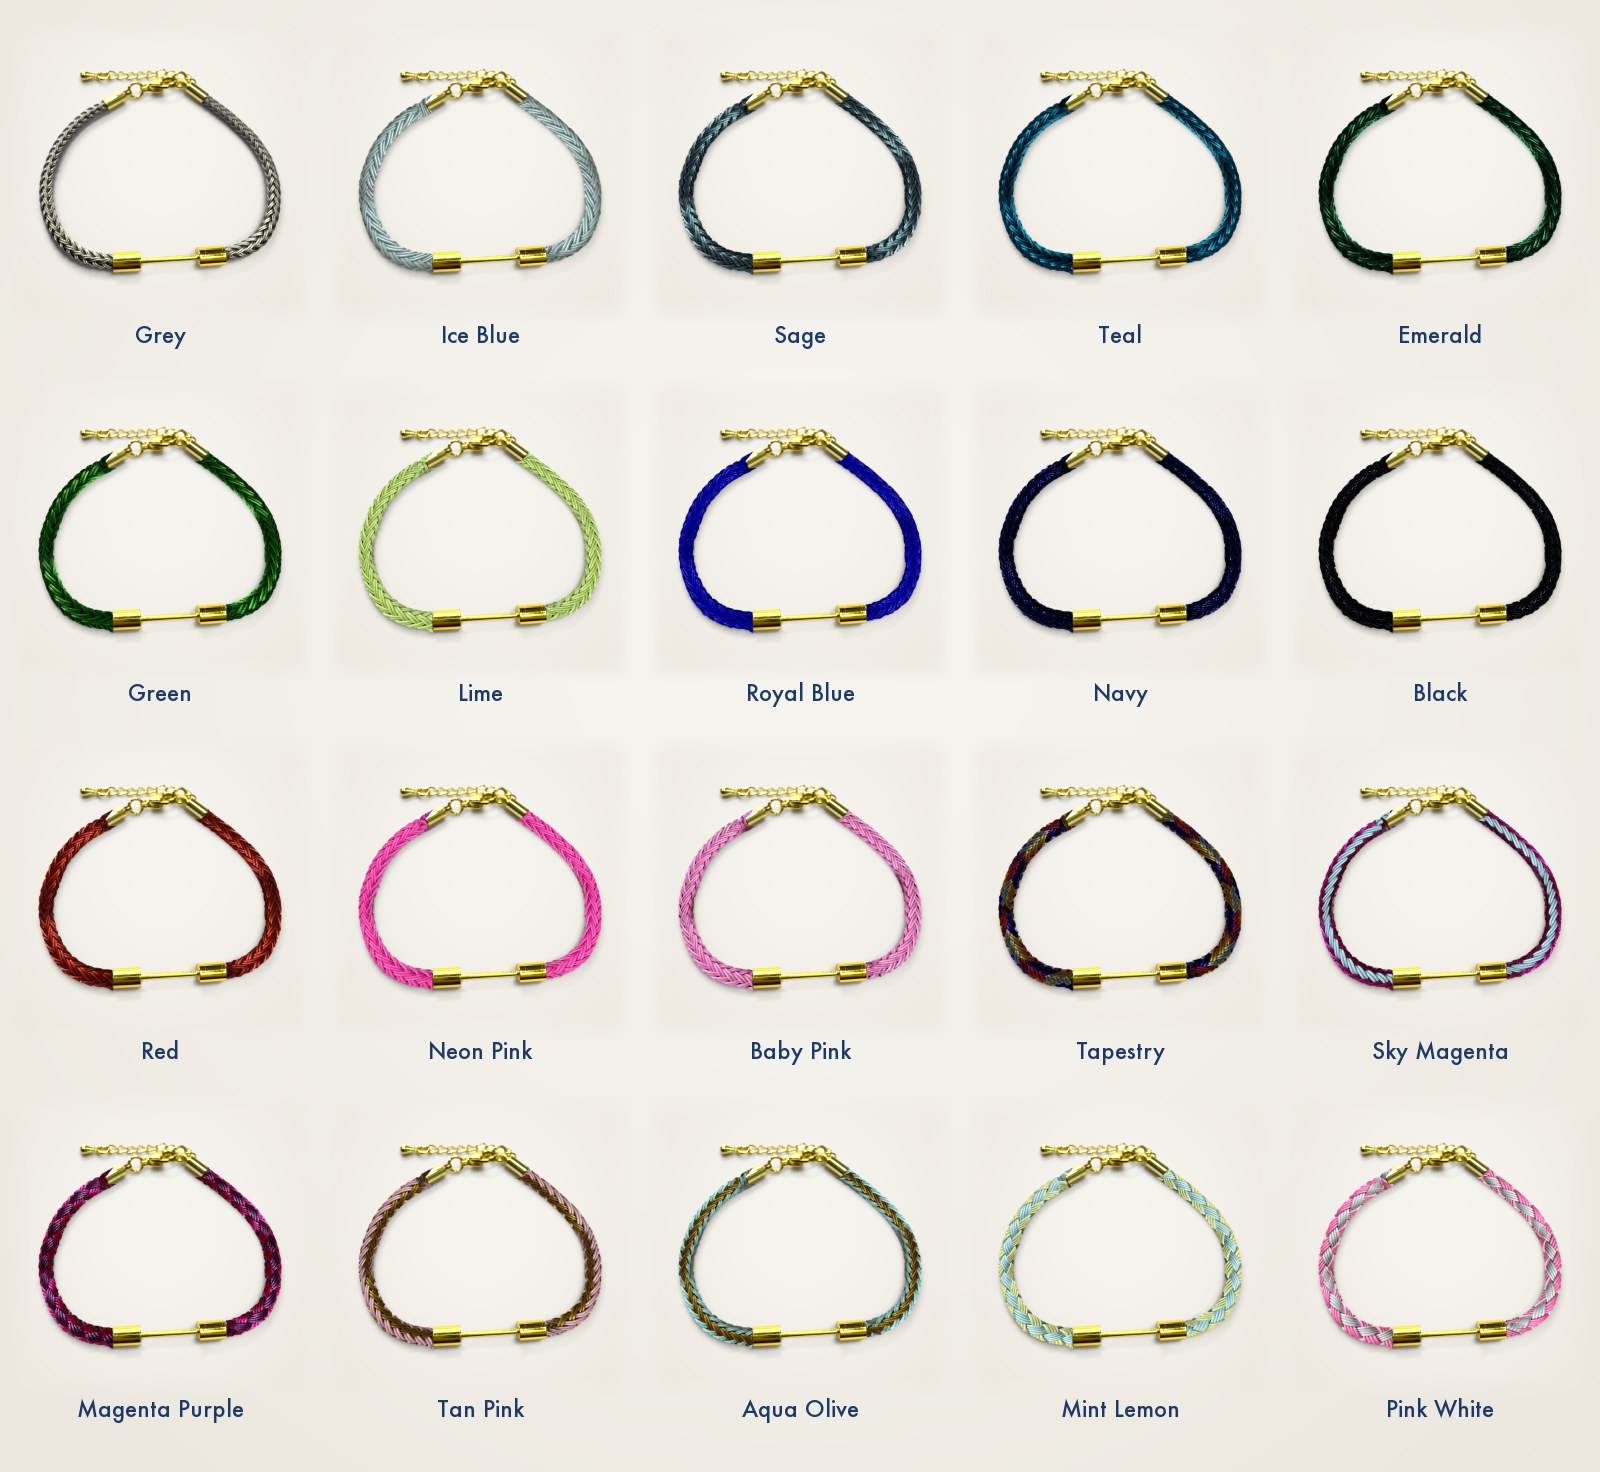 Grey
Ice Blue
Sage
Teal
Emerald
Green
Lime
Royal Blue
Navy
Black
Red
Neon Pink
Baby Pink
Tapestry
Sky Magenta
Magenta Purple
Tan Pink
Aqua Olive
Mint Lemon
Pink White